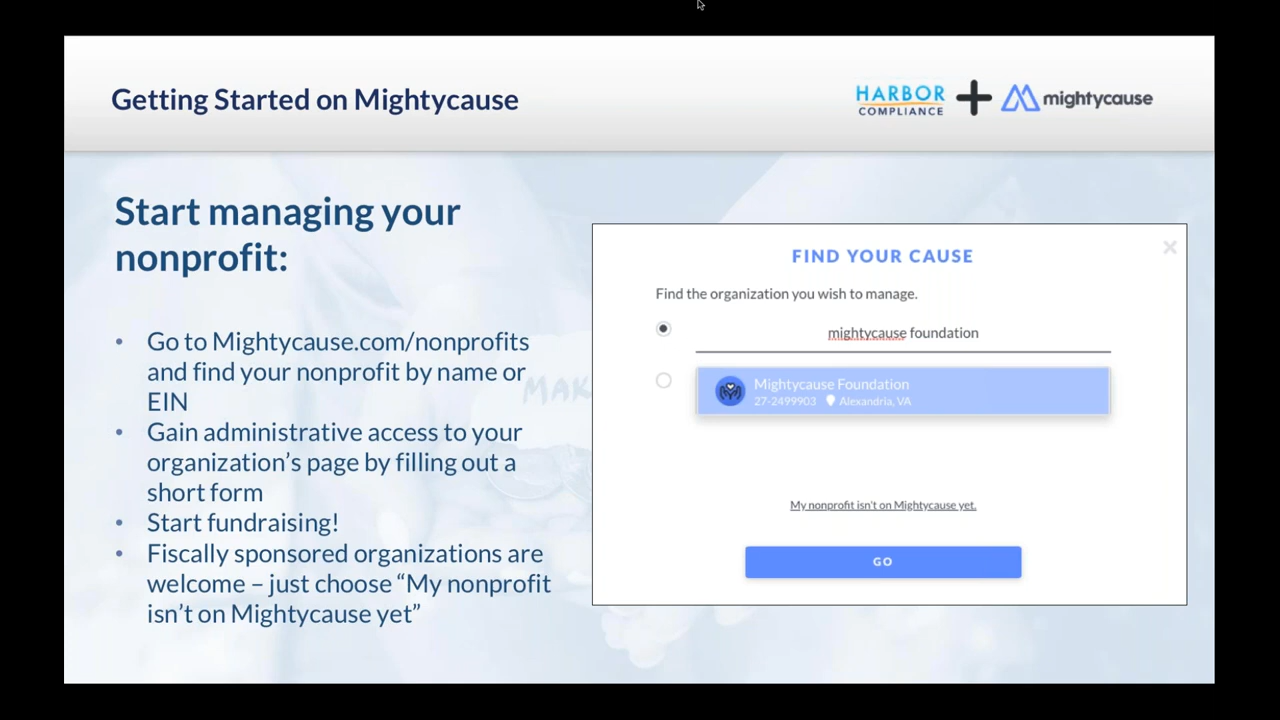 Getting Started on Mightycause
HARBOR
COMPLIANCE
mightycause
Start managing your
nonprofit:
• Go to Mightycause.com/nonprofits
and find your nonprofit by name or
EIN
• Gain administrative access to your
organization’s page by filling out a
short form
• Start fundraising!
• Fiscally sponsored organizations are
welcome – just choose “My nonprofit
isn’t on Mightycause yet”
MAK
FIND YOUR CAUSE
Find the organization you wish to manage.
mightycause foundation
Mightycause Foundation
27-2499903 Alexandria, VA
My nonprofit isn't on Mightycause yet.
GO